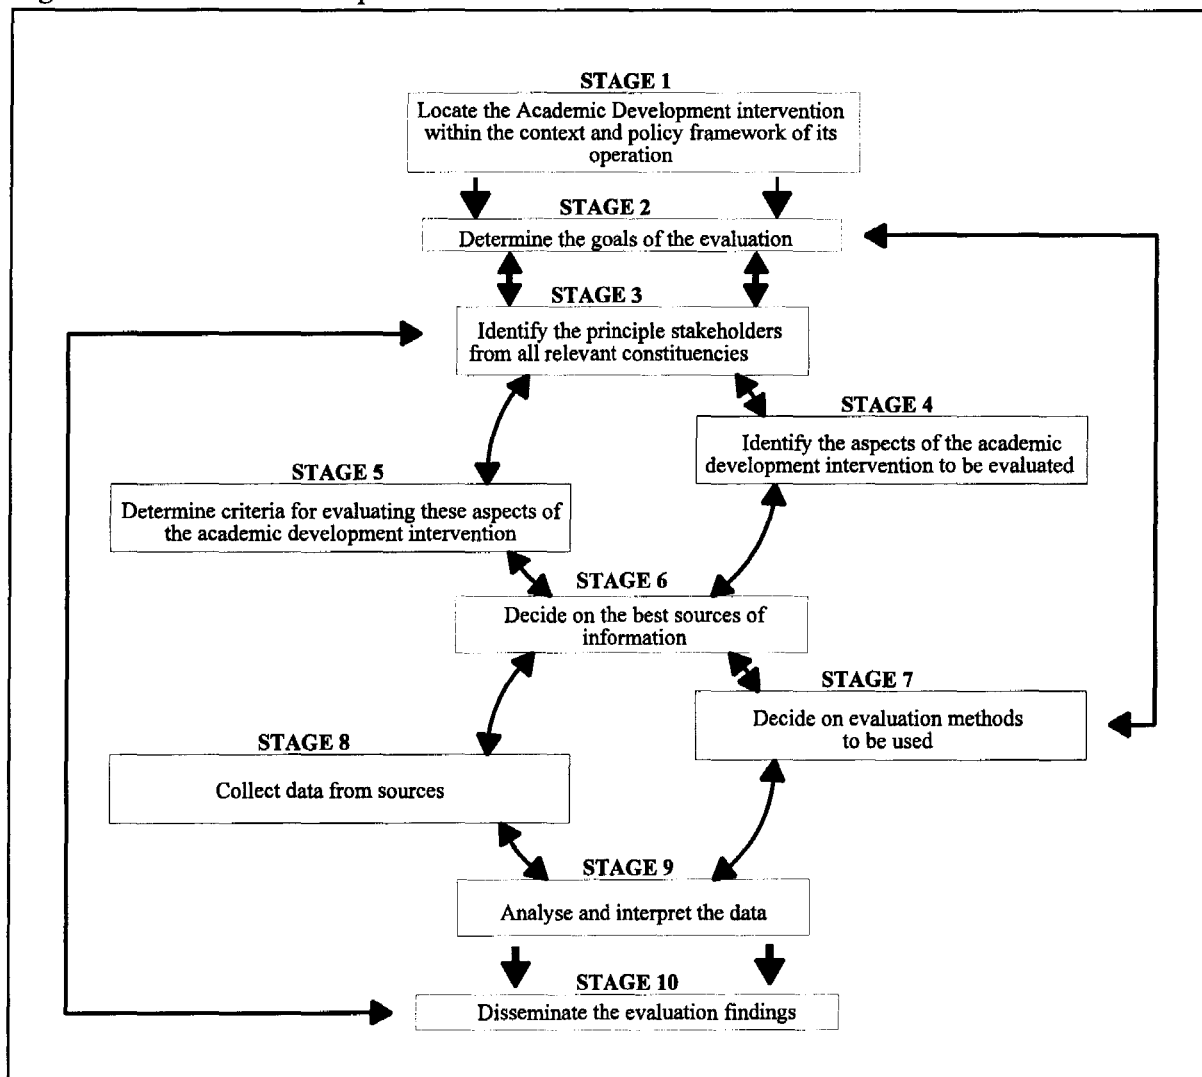 STAGE 1
Locate the Academic Development intervention
within the context and policy framework of its
operation
STAGE 2
Determine the goals of the evaluation
STAGE 3
Identify the principle stakeholders
from all relevant constituencies
STAGE 4
Identify the aspects of the academic
development intervention to be evaluated
STAGE 5
Determine criteria for evaluating these aspects of
the academic development intervention
STAGE 6
Decide on the best sources of
information
STAGE 7
Decide on evaluation methods
to be used
STAGE 8
Collect data from sources
STAGE 9
Analyse and interpret the data
STAGE 10
Disseminate the evaluation findings